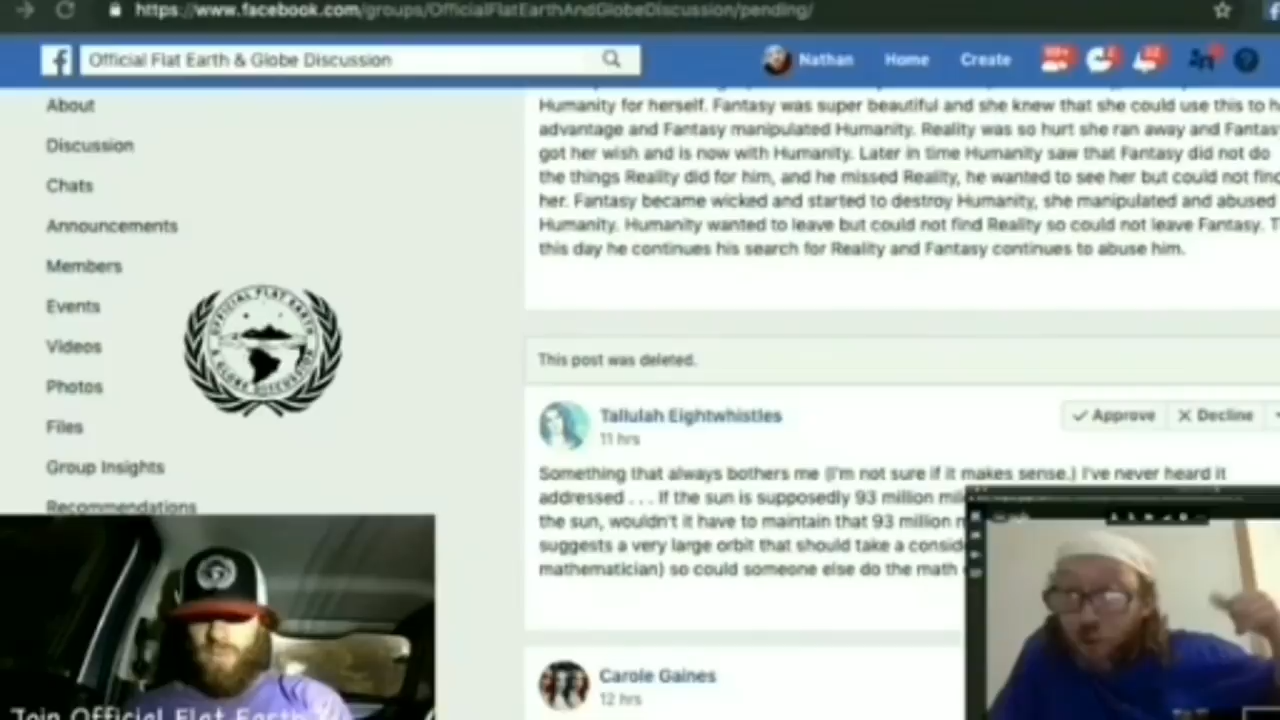 https://www.facebook.com/groups/OfficialFlatEarthAndGlobeDiscussion/pending/
Official Flat Earth & Globe Discussion
Nathan
Home
Create
About
Discussion
Chats
Announcements
Members
Events
Videos
Photos
Files
Group Insights
Recommendations
OFFICIAL FLAT EARTH
& GLOBE DISCUSSION
Humanity for herself. Fantasy was super beautiful and she knew that she could use this to h
advantage and Fantasy manipulated Humanity. Reality was so hurt she ran away and Fantas
got her wish and is now with Humanity. Later in time Humanity saw that Fantasy did not do
the things Reality did for him, and he missed Reality, he wanted to see her but could not find
her. Fantasy became wicked and started to destroy Humanity, she manipulated and abused
Humanity. Humanity wanted to leave but could not find Reality so could not leave Fantasy. T
this day he continues his search for Reality and Fantasy continues to abuse him.
This post was deleted.
Tallulah Eightwhistles
11 hrs
Approve
Decline
Something that always bothers me (I'm not sure if it makes sense.) I've never heard it
addressed . . . If the sun is supposedly 93 million mil
the sun, wouldn't it have to maintain that 93 million m
suggests a very large orbit that should take a consid
mathematician) so could someone else do the math
Carole Gaines
12 hrs
Join Official Flat Earth